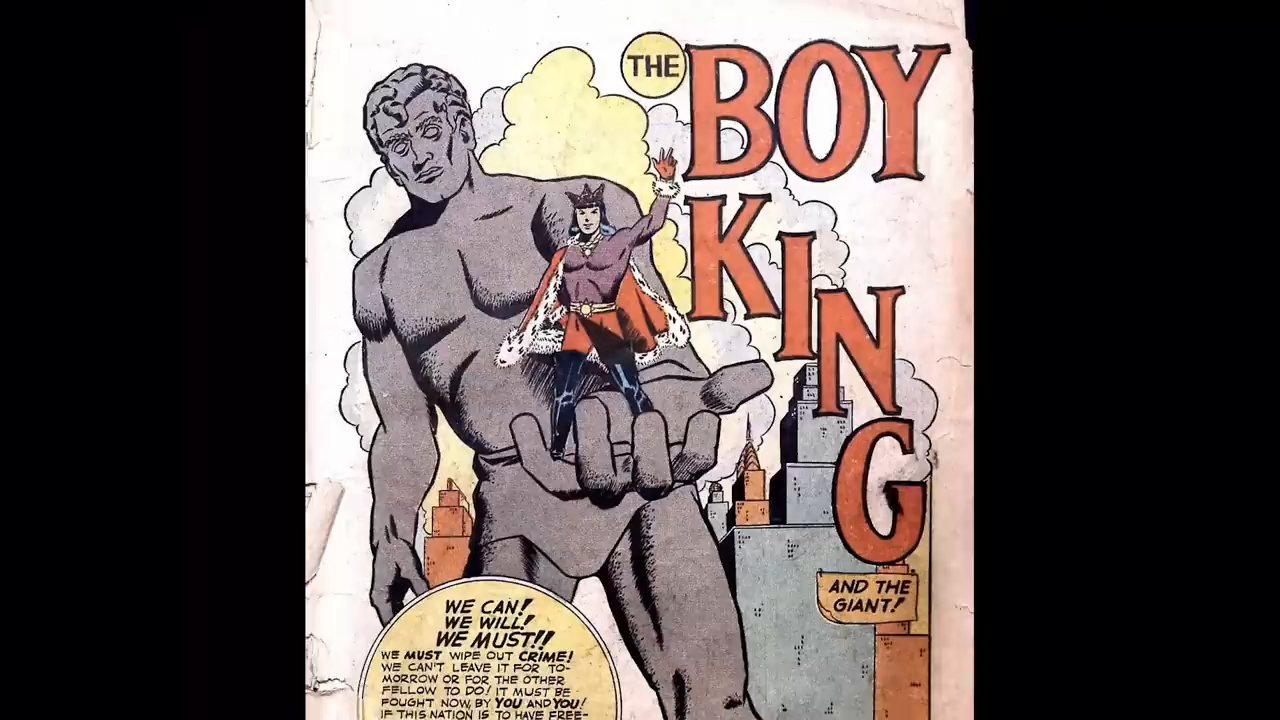 THE
BOY
KING
AND THE
GIANT!
WE CAN!
WE WILL!
WE MUST!!
WE MUST WIPE OUT CRIME!
WE CAN'T LEAVE IT FOR TO-
MORROW OR FOR THE OTHER
FELLOW TO DO! IT MUST BE
FOUGHT NOW, BY YOU AND YOU!
IF THIS NATION IS TO HAVE FREE-